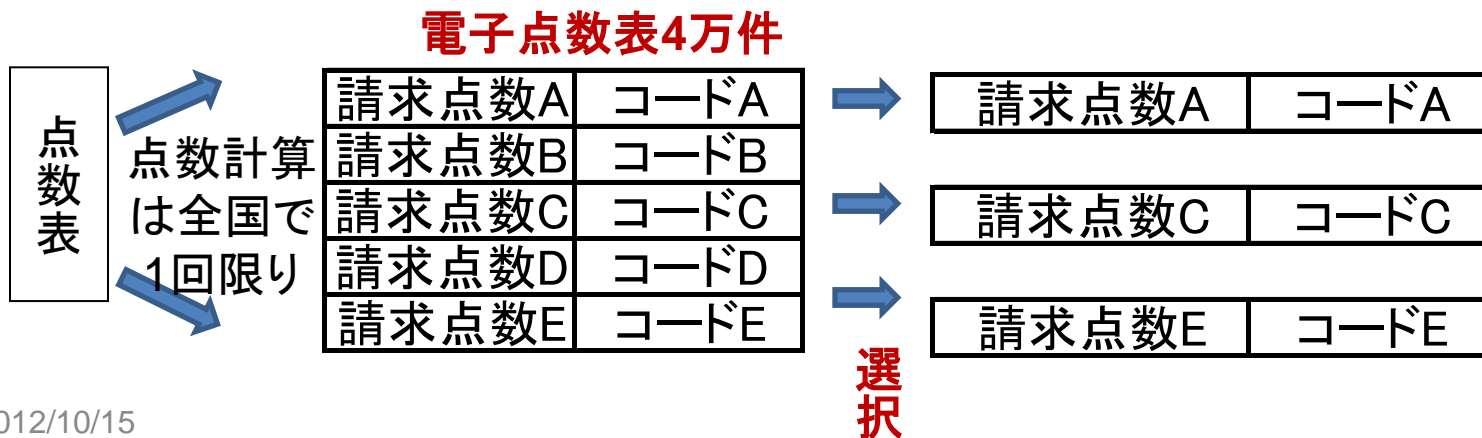 電子点数表4万件
点数表
点数計算
は全国で
1回限り
請求点数A コードA
請求点数B コードB
請求点数C コードC
請求点数D コードD
請求点数E コードE
選択
請求点数A コードA
請求点数C コードC
請求点数E コードE
012/10/15